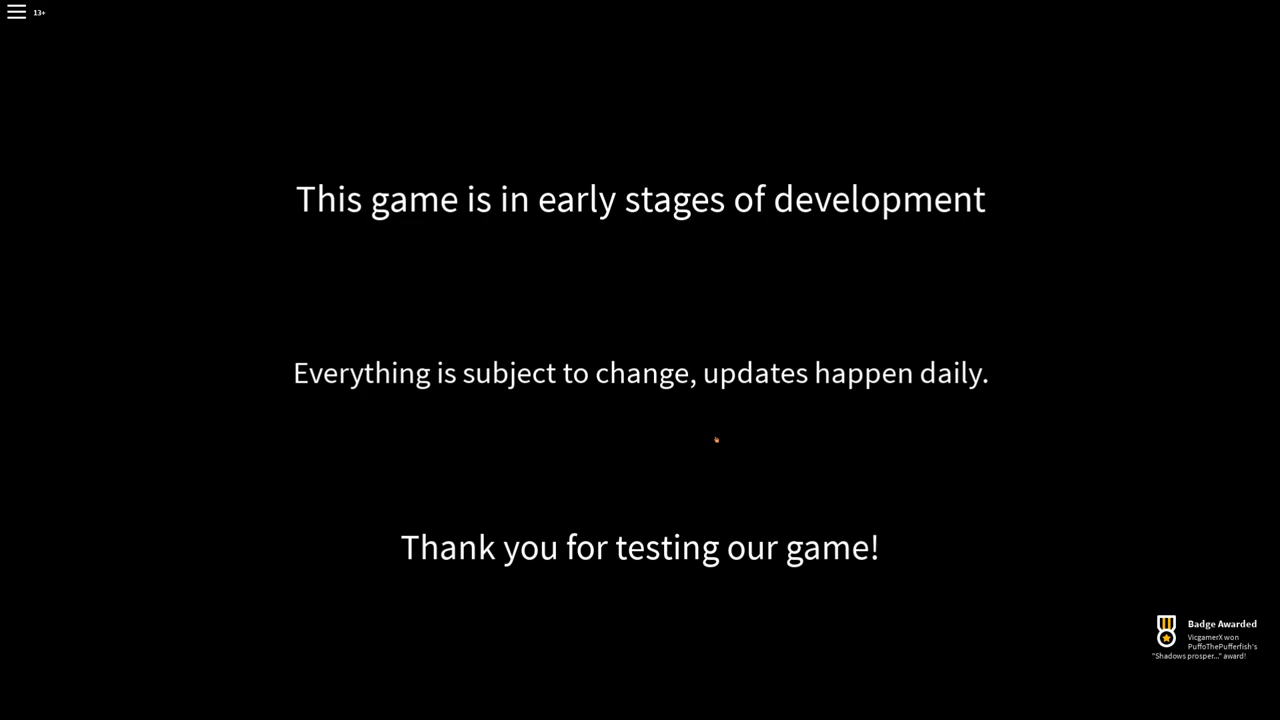 13+
This game is in early stages of development
Everything is subject to change, updates happen daily.
Thank you for testing our game!
Badge Awarded
VicgamerX won
PuffoThePufferfish's
"Shadows prosper..." award!